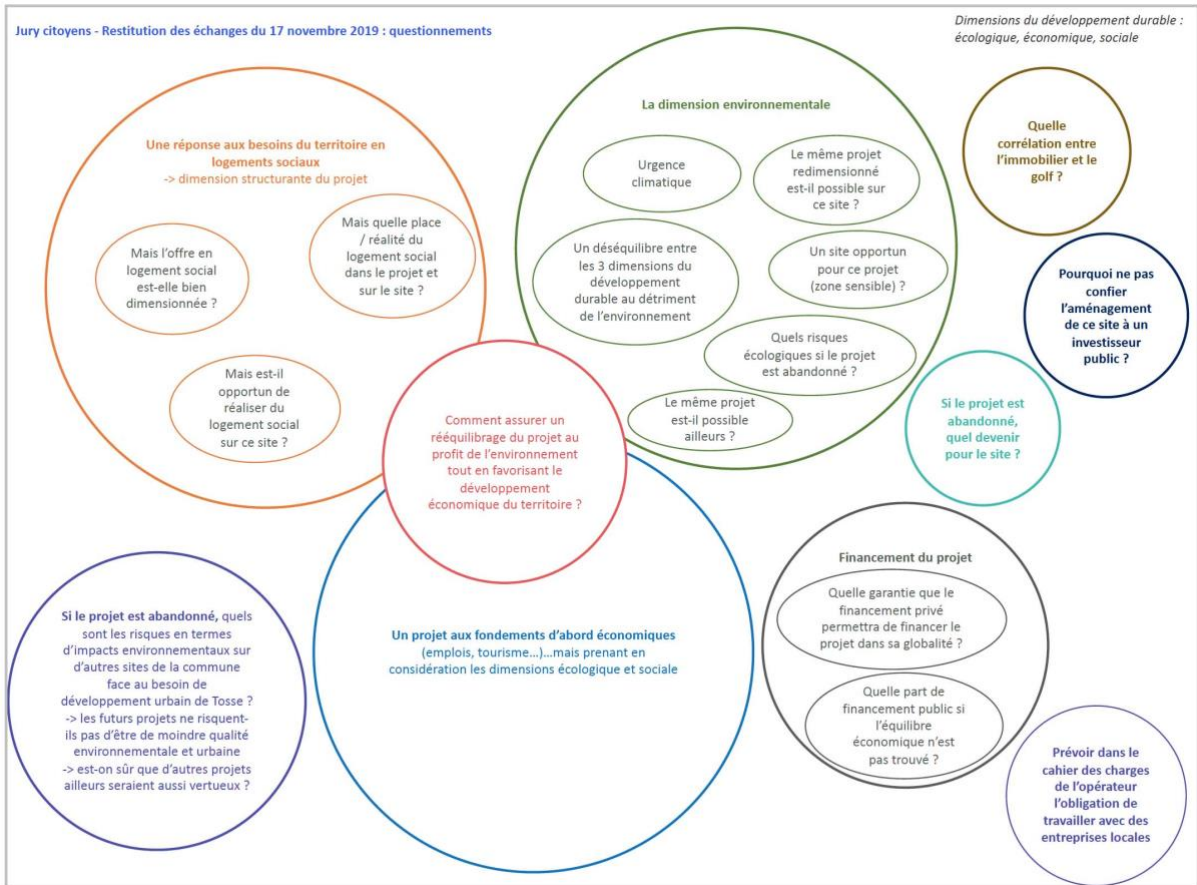 Jury citoyens - Restitution des échanges du 17 novembre 2019 : questionnements
Dimensions du développement durable :
écologique, économique, sociale
Une réponse aux besoins du territoire en
logements sociaux
-> dimension structurante du projet
Mais l'offre en
logement social
est-elle bien
dimensionnée ?
Mais quelle place
/ réalité du
logement social
dans le projet et
sur le site ?
Mais est-il
opportun de
réaliser du
logement social
sur ce site ?
La dimension environnementale
Urgence
climatique
Le même projet
redimensionné
est-il possible sur
ce site ?
Un déséquilibre entre
les 3 dimensions du
développement
durable au détriment
de l'environnement
Un site opportun
pour ce projet
(zone sensible) ?
Quels risques
écologiques si le projet
est abandonné ?
Le même projet
est-il possible
ailleurs ?
Quelle
corrélation entre
l'immobilier et le
golf ?
Pourquoi ne pas
confier
l'aménagement
de ce site à un
investisseur
public ?
Si le projet est
abandonné,
quel devenir
pour le site ?
Comment assurer un
rééquilibrage du projet au
profit de l'environnement
tout en favorisant le
développement
économique du territoire ?
Si le projet est abandonné, quels
sont les risques en termes
d'impacts environnementaux sur
d'autres sites de la commune
face au besoin de
développement urbain de Tosse ?
-> les futurs projets ne risquent-
ils pas d'être de moindre qualité
environnementale et urbaine
-> est-on sûr que d'autres projets
ailleurs seraient aussi vertueux ?
Un projet aux fondements d'abord économiques
(emplois, tourisme...)...mais prenant en
considération les dimensions écologique et sociale
Financement du projet
Quelle garantie que le
financement privé
permettra de financer le
projet dans sa globalité ?
Quelle part de
financement public si
l'équilibre
économique n'est
pas trouvé ?
Prévoir dans le
cahier des charges
de l'opérateur
l'obligation de
travailler avec des
entreprises locales